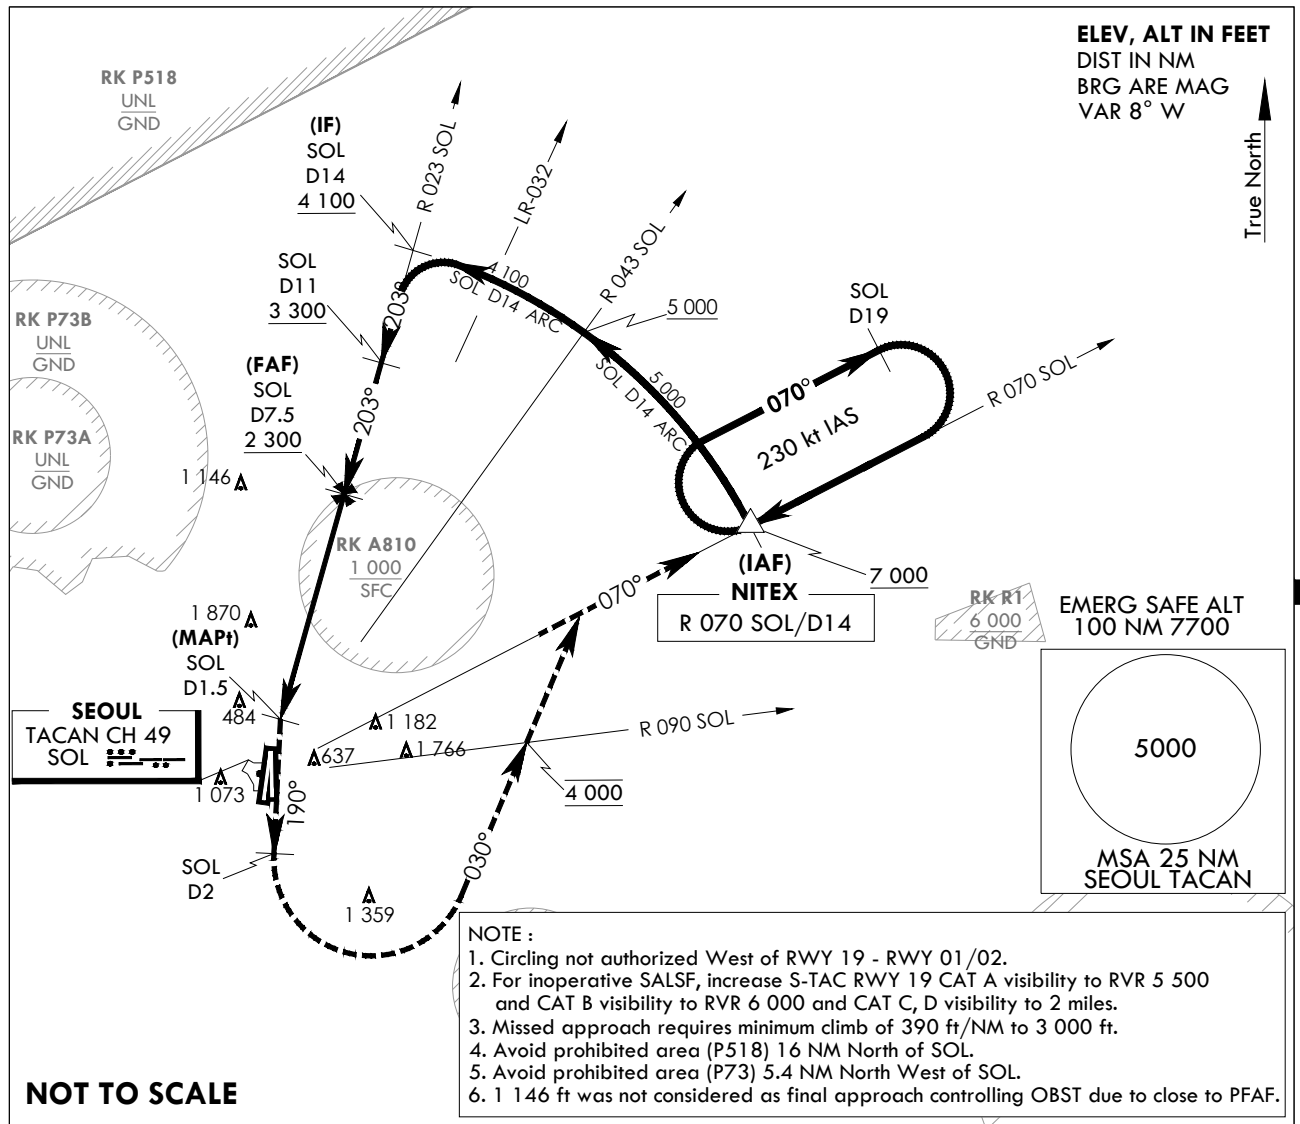 ELEV, ALT IN FEET
DIST IN NM
BRG ARE MAG
VAR 8° W
True North
RK P518
UNL
GND
(IF)
SOL
D14
4 100
R 023 SOL
LR-032
R 043 SOL
4 100
SOL D14 ARC
5 000
SOL
D11
3 300
203°
SOL
D19
RK P73B
UNL
GND
(FAF)
SOL
D7.5
2 300
203°
5 000
SOL D14 ARC
070°
230 kt IAS
R 070 SOL
RK P73A
UNL
GND
1 146
RK A810
1 000
SFC
(IAF)
NITEX
R 070 SOL/D14
7 000
070°
RK R1
6 000
GND
EMERG SAFE ALT
100 NM 7700
1 870
(MAPt)
SOL
D1.5
484
SEOUL
TACAN CH 49
SOL
1 182
637
1 766
R 090 SOL
1 073
190°
4 000
5000
MSA 25 NM
SEOUL TACAN
SOL
D2
030°
1 359
NOTE :
1. Circling not authorized West of RWY 19 - RWY 01/02.
2. For inoperative SALSF, increase S-TAC RWY 19 CAT A visibility to RVR 5 500
and CAT B visibility to RVR 6 000 and CAT C, D visibility to 2 miles.
3. Missed approach requires minimum climb of 390 ft/NM to 3 000 ft.
4. Avoid prohibited area (P518) 16 NM North of SOL.
5. Avoid prohibited area (P73) 5.4 NM North West of SOL.
6. 1 146 ft was not considered as final approach controlling OBST due to close to PFAF.
NOT TO SCALE